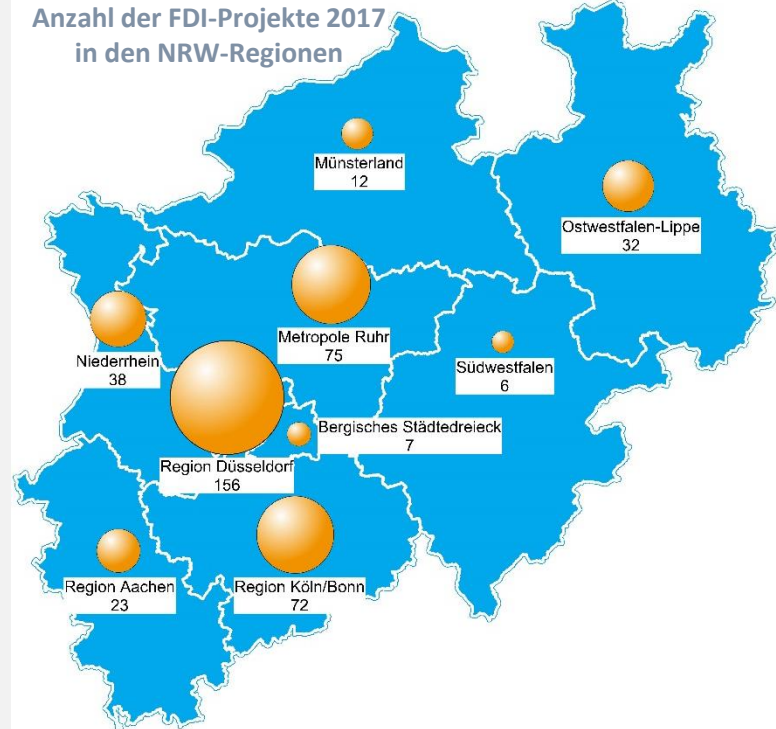 Anzahl der FDI-Projekte 2017
in den NRW-Regionen
Münsterland
12
Ostwestfalen-Lippe
32
Metropole Ruhr
75
Niederrhein
38
Südwestfalen
6
Bergisches Städtedreieck
7
Region Düsseldorf
156
Region Aachen
23
Region Köln/Bonn
72